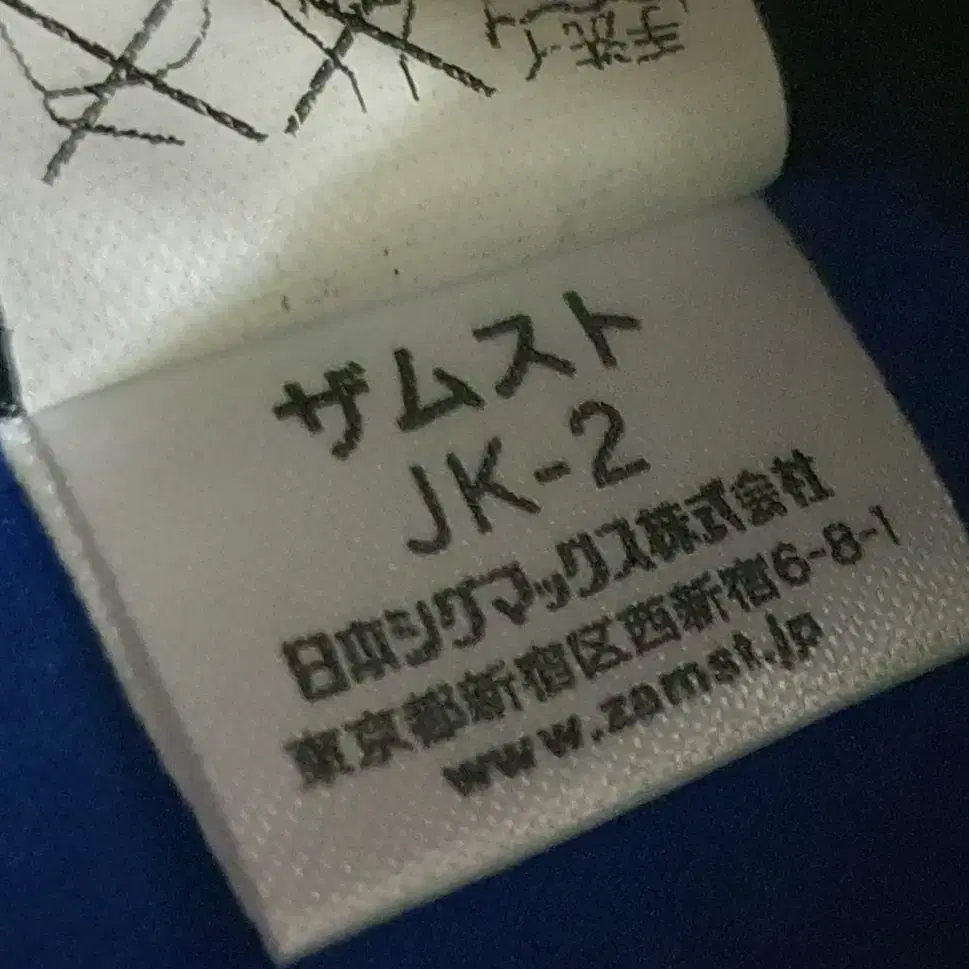 ザムスト
JK-2
日本シグマックス株式会社
東京都新宿区西新宿6-8-1
www.zamst.jp